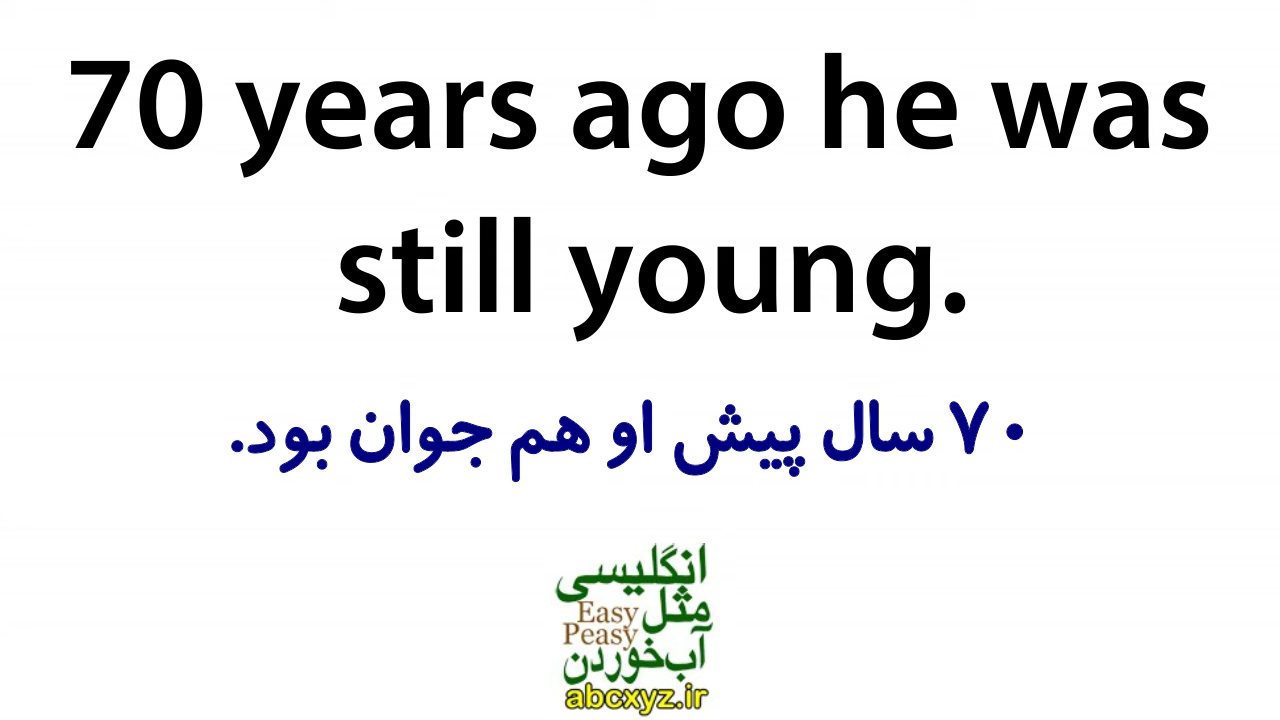 70 years ago he was
still young.
۷۰ سال پیش او هم جوان بود.
انگلیسی
مثل
Easy
Peasy
آب‌خوردن
abcxyz.ir